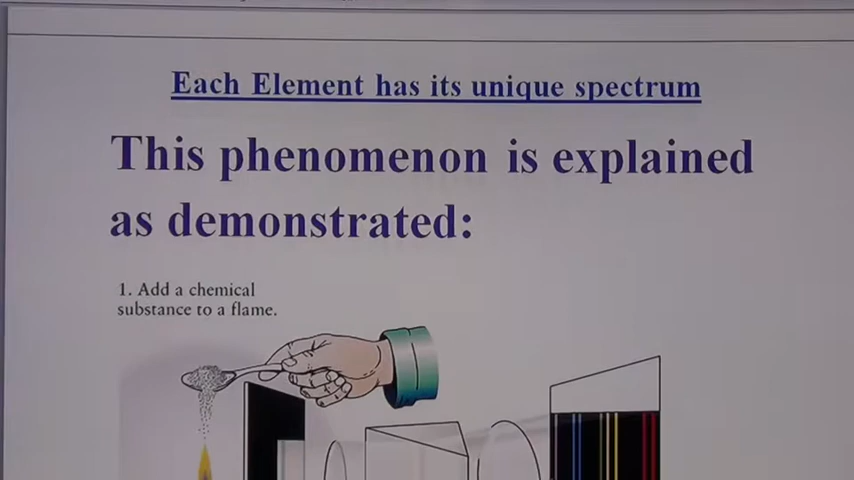 Each Element has its unique spectrum
This phenomenon is explained
as demonstrated:
1. Add a chemical
substance to a flame.